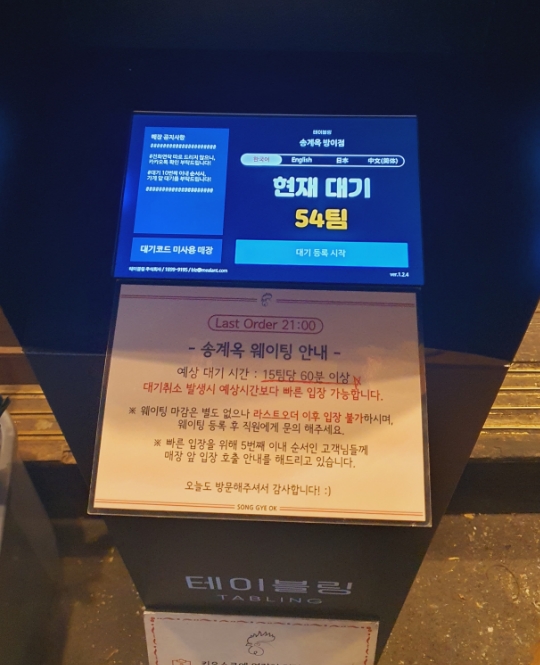 테이블링
송계옥 방이점
매장 공지사항
한국어 English 日本 中文(简体)
현재 대기
54팀
대기코드 미사용 매장
대기 등록 시작
ver.1.2.4
Last Order 21:00
- 송계옥 웨이팅 안내 -
예상 대기 시간 : 15팀당 60분 이상
대기취소 발생시 예상시간보다 빠른 입장 가능합니다.
※ 웨이팅 마감은 별도 없으나 라스트오더 이후 입장 불가하시며,
웨이팅 등록 후 직원에게 문의 해주세요.
※ 빠른 입장을 위해 5번째 이내 순서인 고객님들께
매장 앞 입장 호출 안내를 해드리고 있습니다.
오늘도 방문해주셔서 감사합니다! :)
SONG GYE OK
테이블링
TABLING